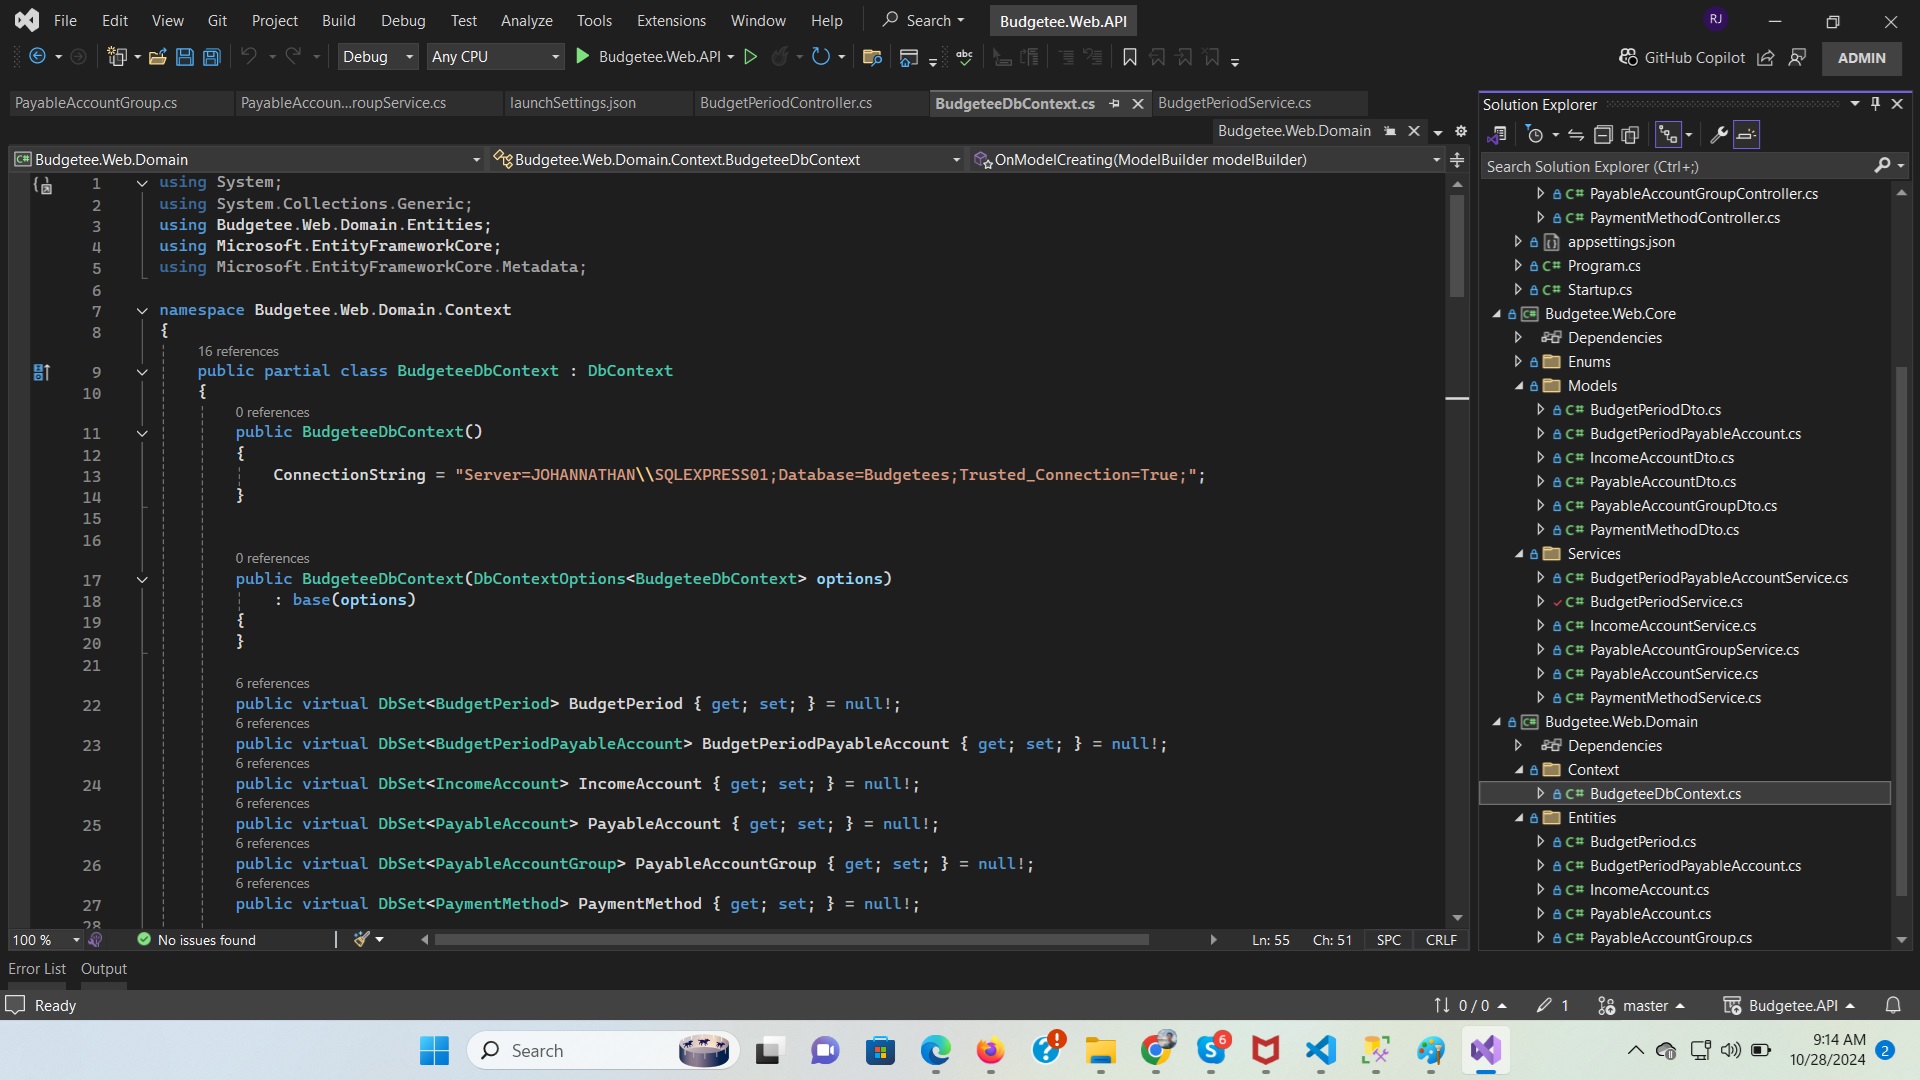 File Edit View Git Project Build Debug Test Analyze Tools Extensions Window Help Search Budgetee.Web.API RJ
Debug Any CPU Budgetee.Web.API abc GitHub Copilot ADMIN
PayableAccountGroup.cs PayableAccoun...roupService.cs launchSettings.json BudgetPeriodController.cs BudgeteeDbContext.cs BudgetPeriodService.cs
Budgetee.Web.Domain
Budgetee.Web.Domain Budgetee.Web.Domain.Context.BudgeteeDbContext OnModelCreating(ModelBuilder modelBuilder)
1 using System;
2 using System.Collections.Generic;
3 using Budgetee.Web.Domain.Entities;
4 using Microsoft.EntityFrameworkCore;
5 using Microsoft.EntityFrameworkCore.Metadata;
6
7 namespace Budgetee.Web.Domain.Context
8 {
16 references
9 public partial class BudgeteeDbContext : DbContext
10 {
0 references
11 public BudgeteeDbContext()
12 {
13 ConnectionString = "Server=JOHANNATHAN\\SQLEXPRESS01;Database=Budgetees;Trusted_Connection=True;";
14 }
15
16
0 references
17 public BudgeteeDbContext(DbContextOptions<BudgeteeDbContext> options)
18 : base(options)
19 {
20 }
21
6 references
22 public virtual DbSet<BudgetPeriod> BudgetPeriod { get; set; } = null!;
6 references
23 public virtual DbSet<BudgetPeriodPayableAccount> BudgetPeriodPayableAccount { get; set; } = null!;
6 references
24 public virtual DbSet<IncomeAccount> IncomeAccount { get; set; } = null!;
6 references
25 public virtual DbSet<PayableAccount> PayableAccount { get; set; } = null!;
6 references
26 public virtual DbSet<PayableAccountGroup> PayableAccountGroup { get; set; } = null!;
6 references
27 public virtual DbSet<PaymentMethod> PaymentMethod { get; set; } = null!;
28
100 % No issues found Ln: 55 Ch: 51 SPC CRLF
Solution Explorer
Search Solution Explorer (Ctrl+;)
C# PayableAccountGroupController.cs
C# PaymentMethodController.cs
appsettings.json
C# Program.cs
C# Startup.cs
C# Budgetee.Web.Core
Dependencies
Enums
Models
C# BudgetPeriodDto.cs
C# BudgetPeriodPayableAccount.cs
C# IncomeAccountDto.cs
C# PayableAccountDto.cs
C# PayableAccountGroupDto.cs
C# PaymentMethodDto.cs
Services
C# BudgetPeriodPayableAccountService.cs
C# BudgetPeriodService.cs
C# IncomeAccountService.cs
C# PayableAccountGroupService.cs
C# PayableAccountService.cs
C# PaymentMethodService.cs
C# Budgetee.Web.Domain
Dependencies
Context
C# BudgeteeDbContext.cs
Entities
C# BudgetPeriod.cs
C# BudgetPeriodPayableAccount.cs
C# IncomeAccount.cs
C# PayableAccount.cs
C# PayableAccountGroup.cs
Error List Output
Ready 0 / 0 1 master Budgetee.API
Search 6 9:14 AM
10/28/2024 2